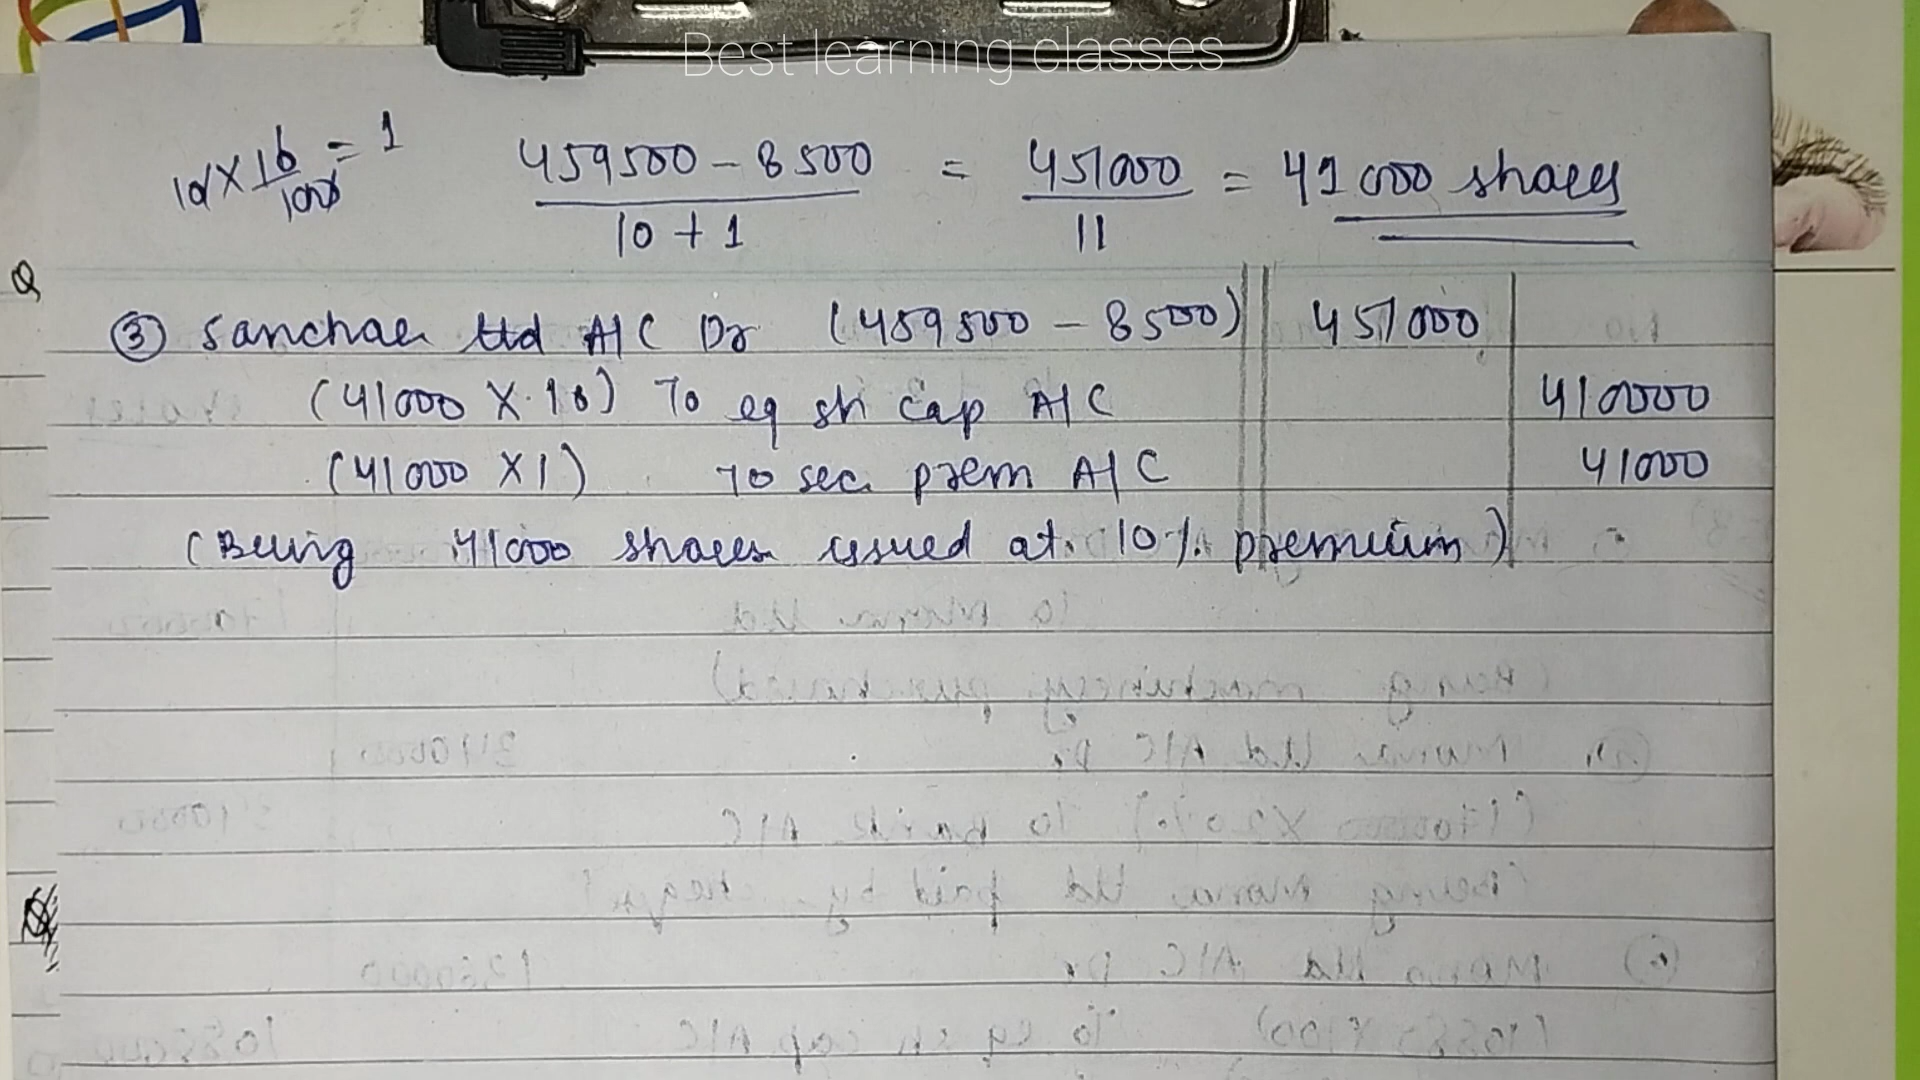 Best learning classes
10 × 10/100 = 1
459500 - 8500 / 10 + 1 = 451000 / 11 = 41000 shares
Q
③ Sanchar Ltd A/C Dr (459500 - 8500) 451000
(41000 × 10) To eq sh cap A/C 410000
(41000 × 1) To sec. prem A/C 41000
(Being 41000 shares issued at 10% premium)